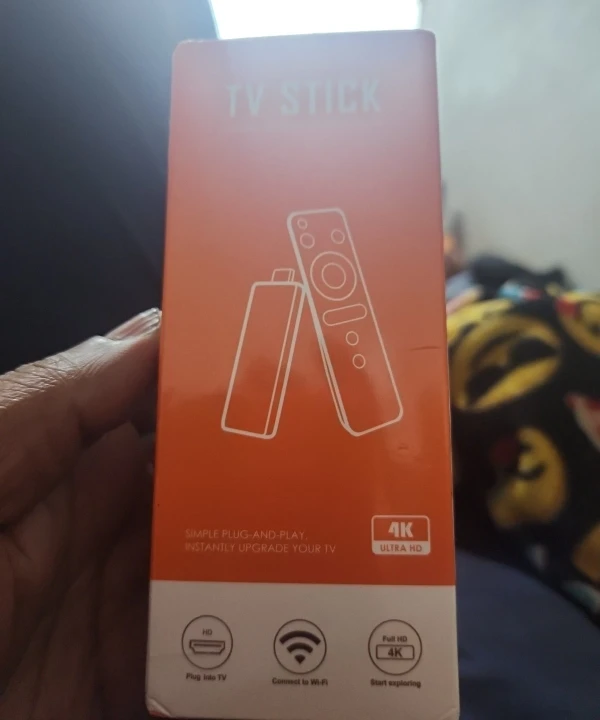 TV STICK
SIMPLE PLUG-AND-PLAY.
INSTANTLY UPGRADE YOUR TV
4K
ULTRA HD
HD
Plug into TV
Connect to Wi-Fi
Full HD
4K
Start exploring